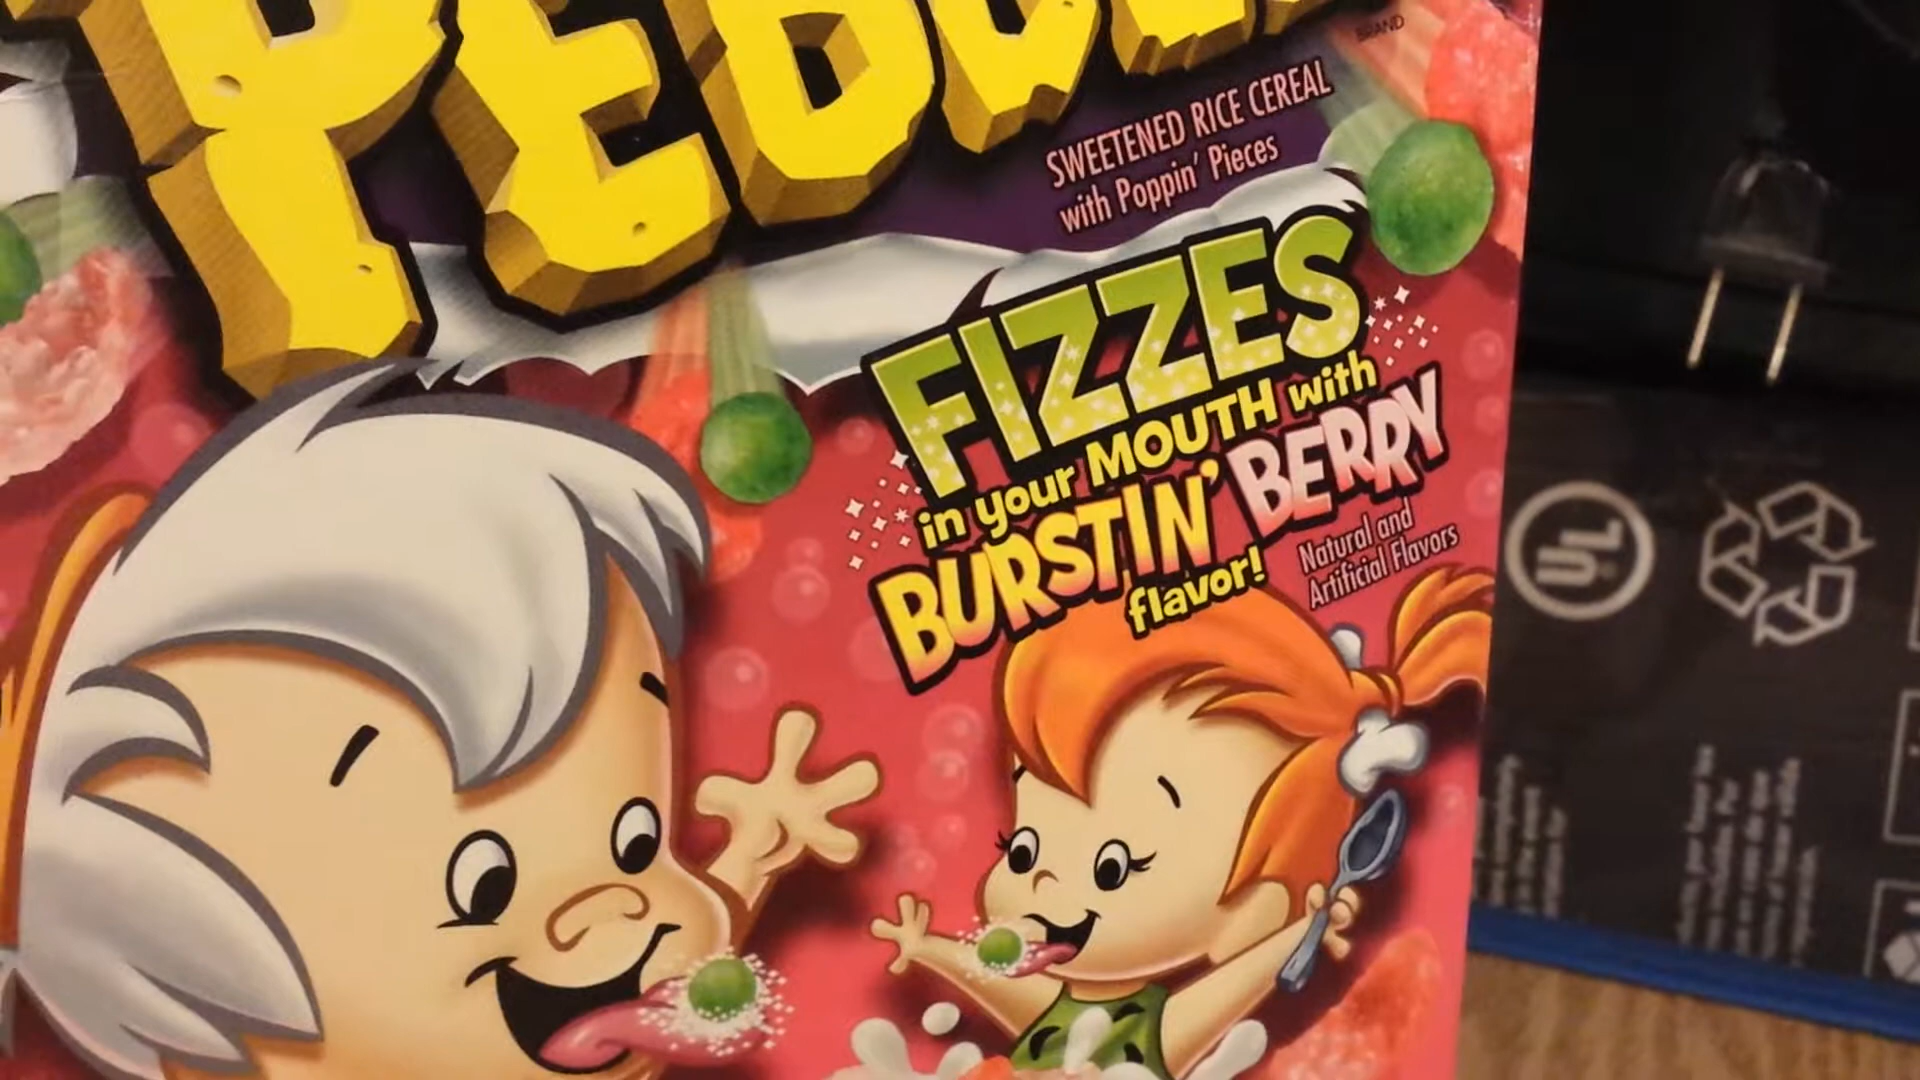 PEBB
BRAND
SWEETENED RICE CEREAL
with Poppin' Pieces
FIZZES
in your MOUTH with
BURSTIN' BERRY
flavor!
Natural and
Artificial Flavors
UL